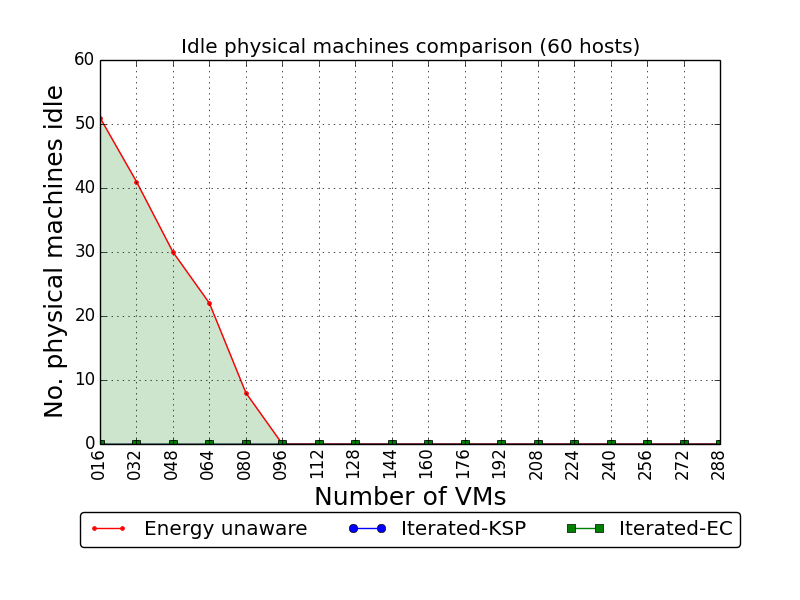 Idle physical machines comparison (60 hosts)
No. physical machines idle
60
50
40
30
20
10
0
016 032 048 064 080 096 112 128 144 160 176 192 208 224 240 256 272 288
Number of VMs
Energy unaware Iterated-KSP Iterated-EC